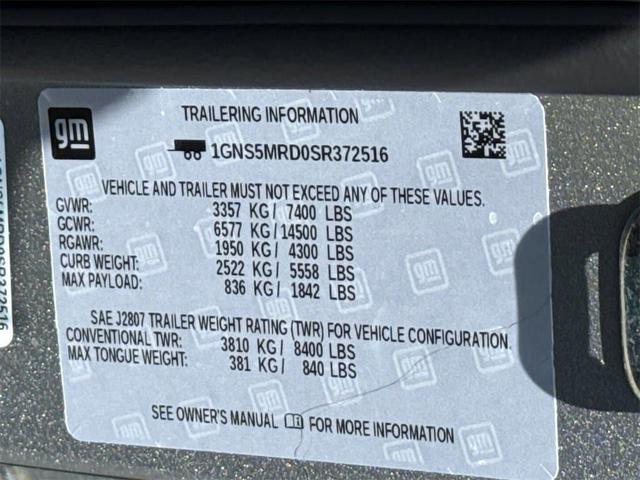 gm
TRAILERING INFORMATION
1GNS5MRD0SR372516
VEHICLE AND TRAILER MUST NOT EXCEED ANY OF THESE VALUES.
GVWR: 3357 KG / 7400 LBS
GCWR: 6577 KG / 14500 LBS
RGAWR: 1950 KG / 4300 LBS
CURB WEIGHT: 2522 KG / 5558 LBS
MAX PAYLOAD: 836 KG / 1842 LBS
SAE J2807 TRAILER WEIGHT RATING (TWR) FOR VEHICLE CONFIGURATION.
CONVENTIONAL TWR: 3810 KG / 8400 LBS
MAX TONGUE WEIGHT: 381 KG / 840 LBS
SEE OWNER'S MANUAL FOR MORE INFORMATION